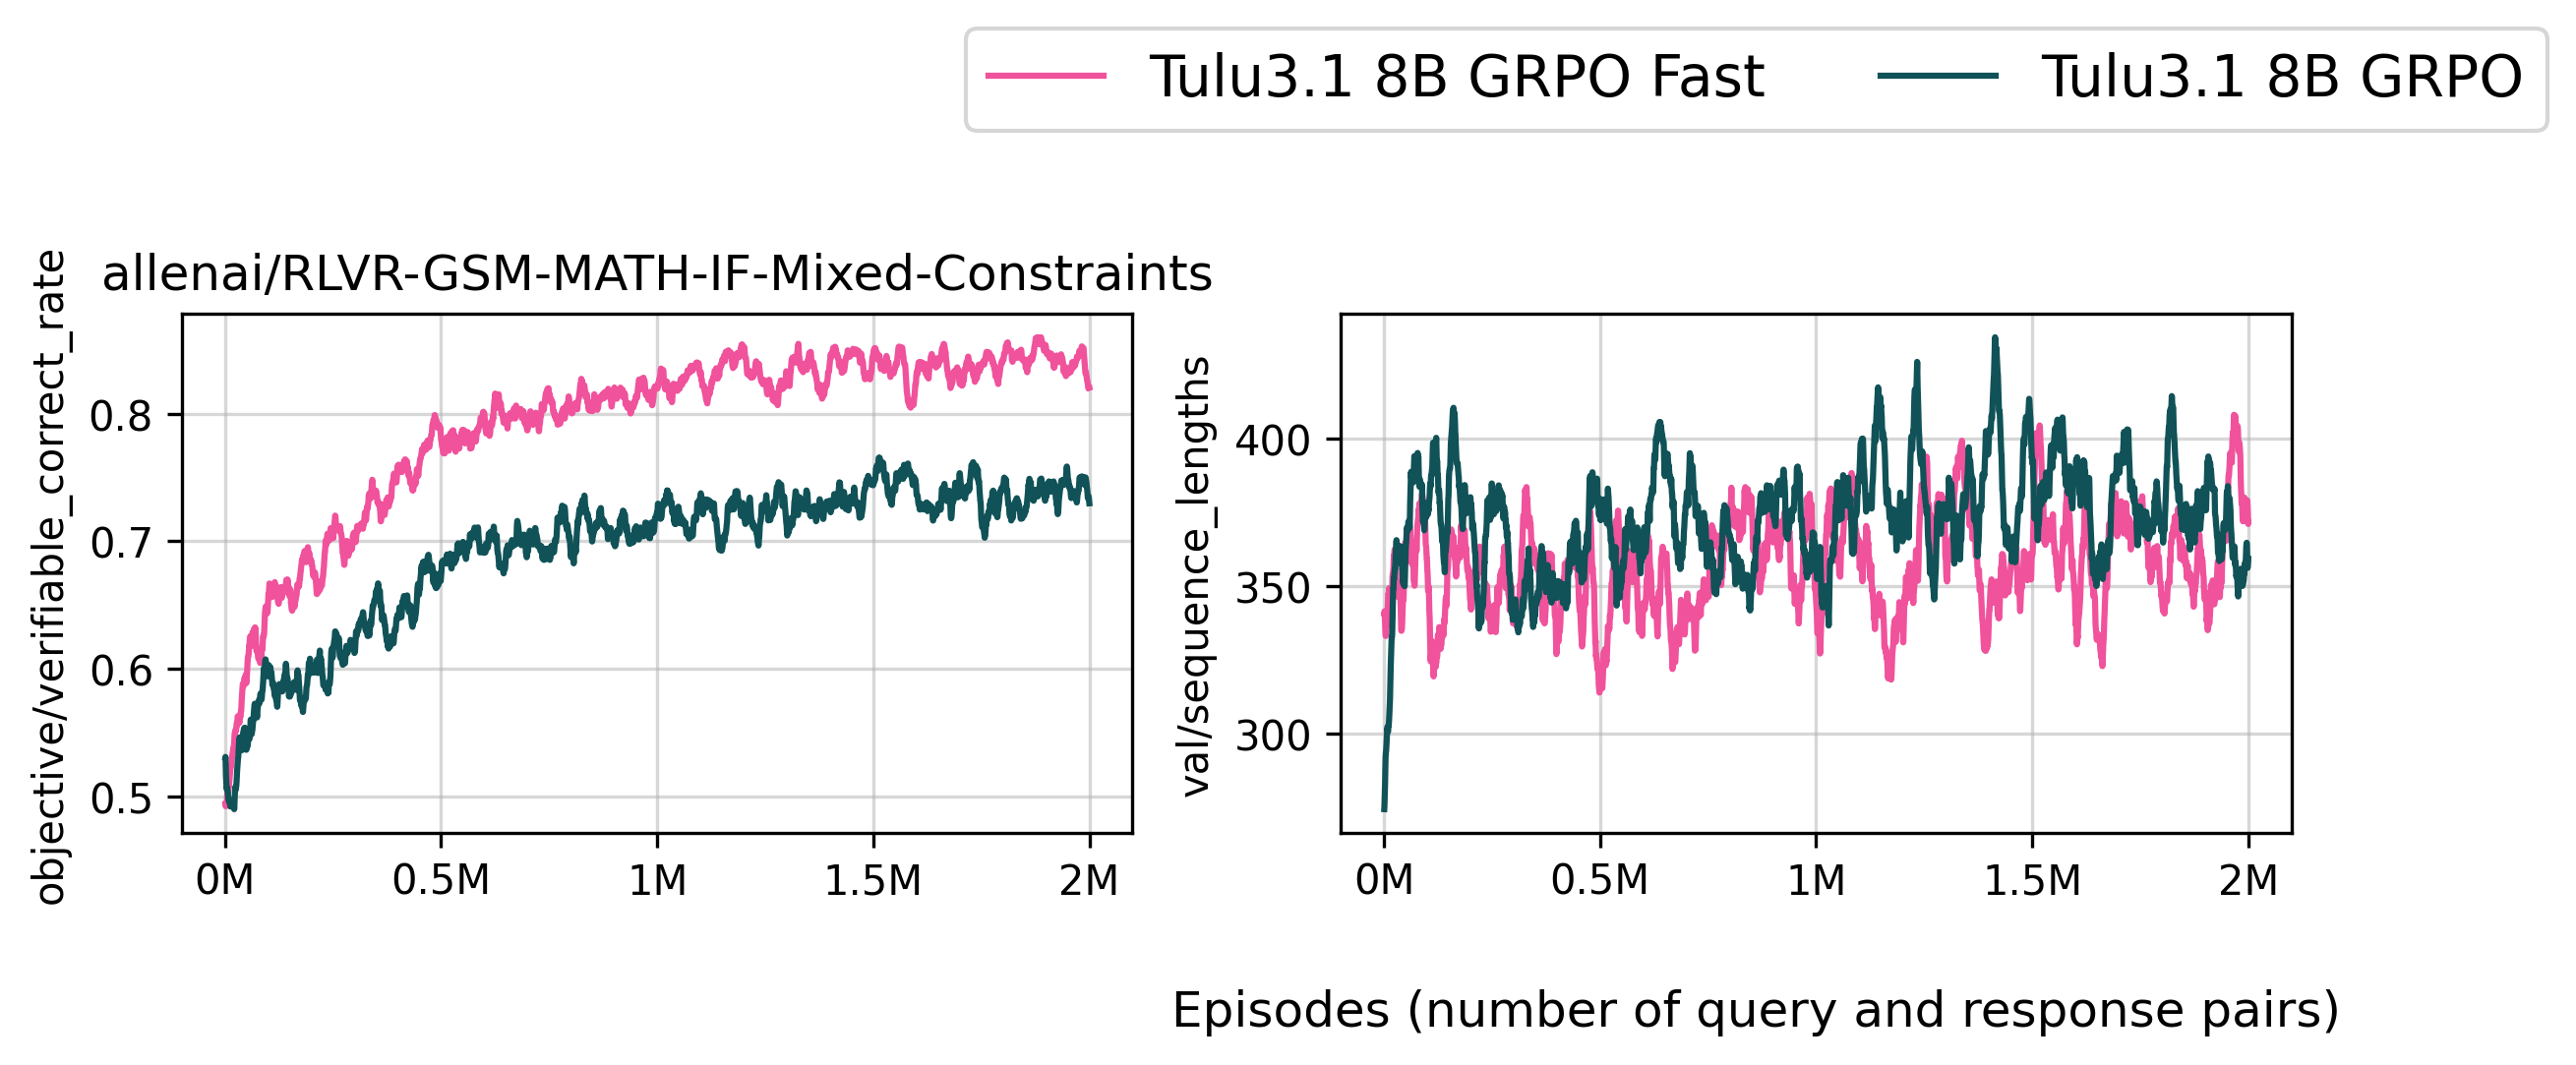 Tulu3.1 8B GRPO Fast
Tulu3.1 8B GRPO
allenai/RLVR-GSM-MATH-IF-Mixed-Constraints
objective/verifiable_correct_rate
0.8
0.7
0.6
0.5
0M 0.5M 1M 1.5M 2M
val/sequence_lengths
400
350
300
0M 0.5M 1M 1.5M 2M
Episodes (number of query and response pairs)